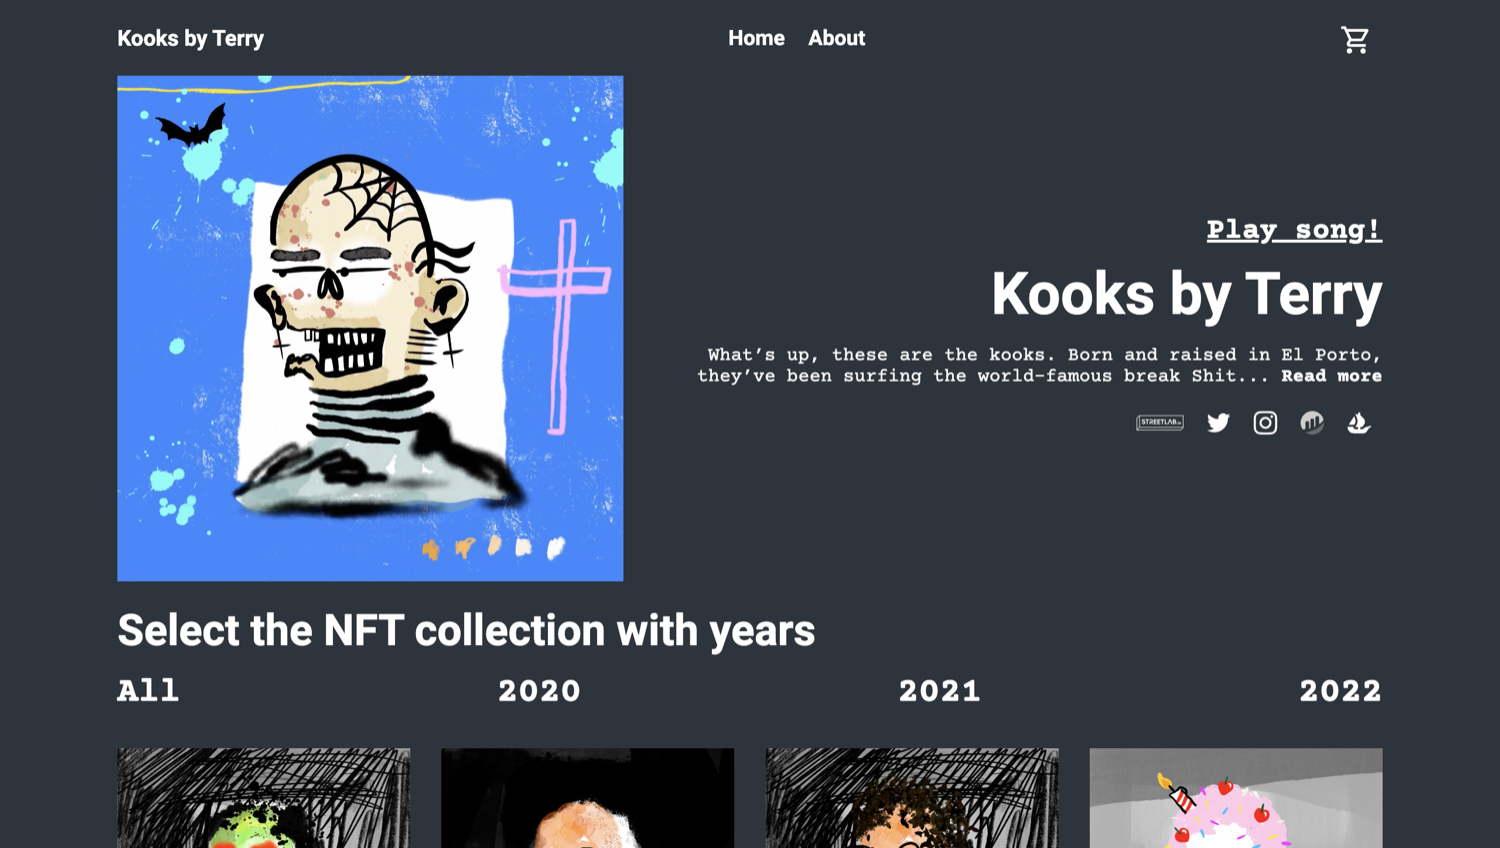 Kooks by Terry
Home About
Play song!
Kooks by Terry
What's up, these are the kooks. Born and raised in El Porto,
they've been surfing the world-famous break Shit... Read more
STREETLAB
Select the NFT collection with years
All 2020 2021 2022